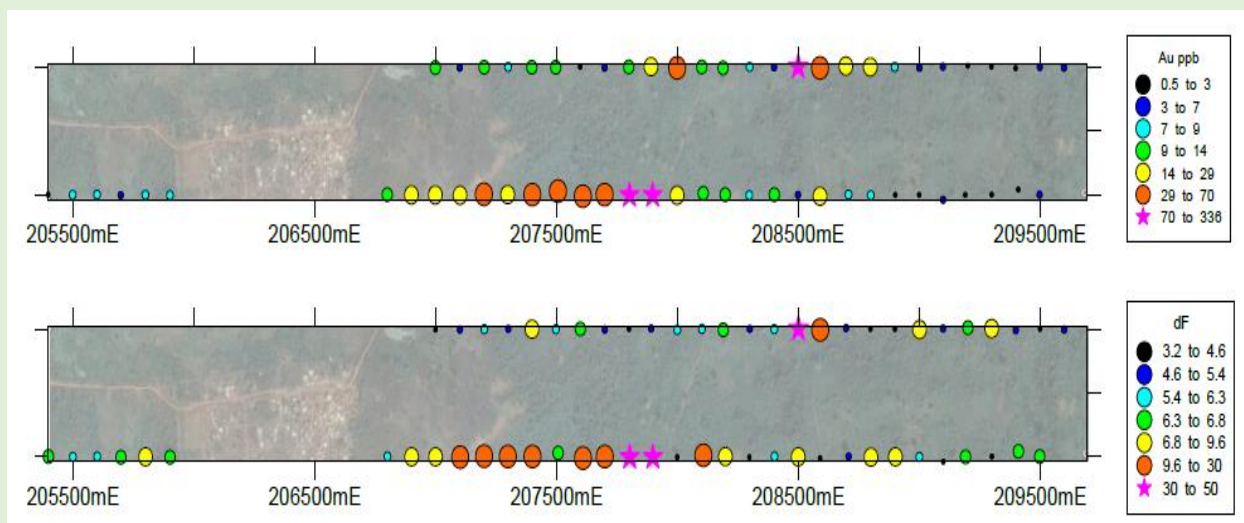 Au ppb
0.5 to 3
3 to 7
7 to 9
9 to 14
14 to 29
29 to 70
70 to 336
205500mE 206500mE 207500mE 208500mE 209500mE
dF
3.2 to 4.6
4.6 to 5.4
5.4 to 6.3
6.3 to 6.8
6.8 to 9.6
9.6 to 30
30 to 50
205500mE 206500mE 207500mE 208500mE 209500mE